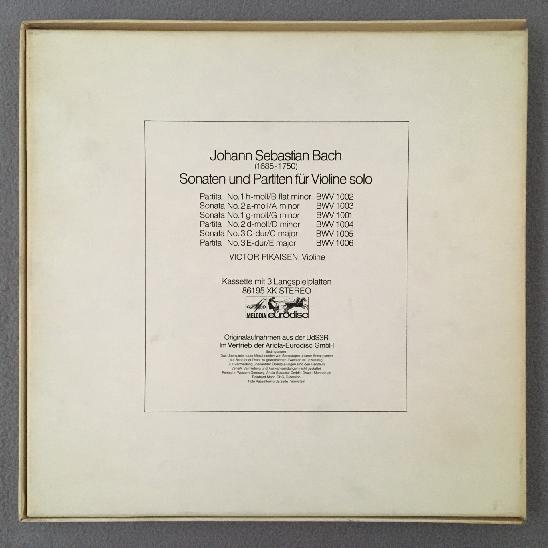 Johann Sebastian Bach
(1685-1750)
Sonaten und Partiten für Violine solo
Partita No. 1 h-moll/B flat minor BWV 1002
Sonata No. 2 a-moll/A minor BWV 1003
Sonata No. 1 g-moll/G minor BWV 1001
Partita No. 2 d-moll/D minor BWV 1004
Sonata No. 3 C-dur/C major BWV 1005
Partita No. 3 E-dur/E major BWV 1006
VICTOR PIKAISEN, Violine
Kassette mit 3 Langspielplatten
86195 XK STEREO
MELODIA eurodisc
Originalaufnahmen aus der UdSSR
Im Vertrieb der Ariola-Eurodisc GmbH